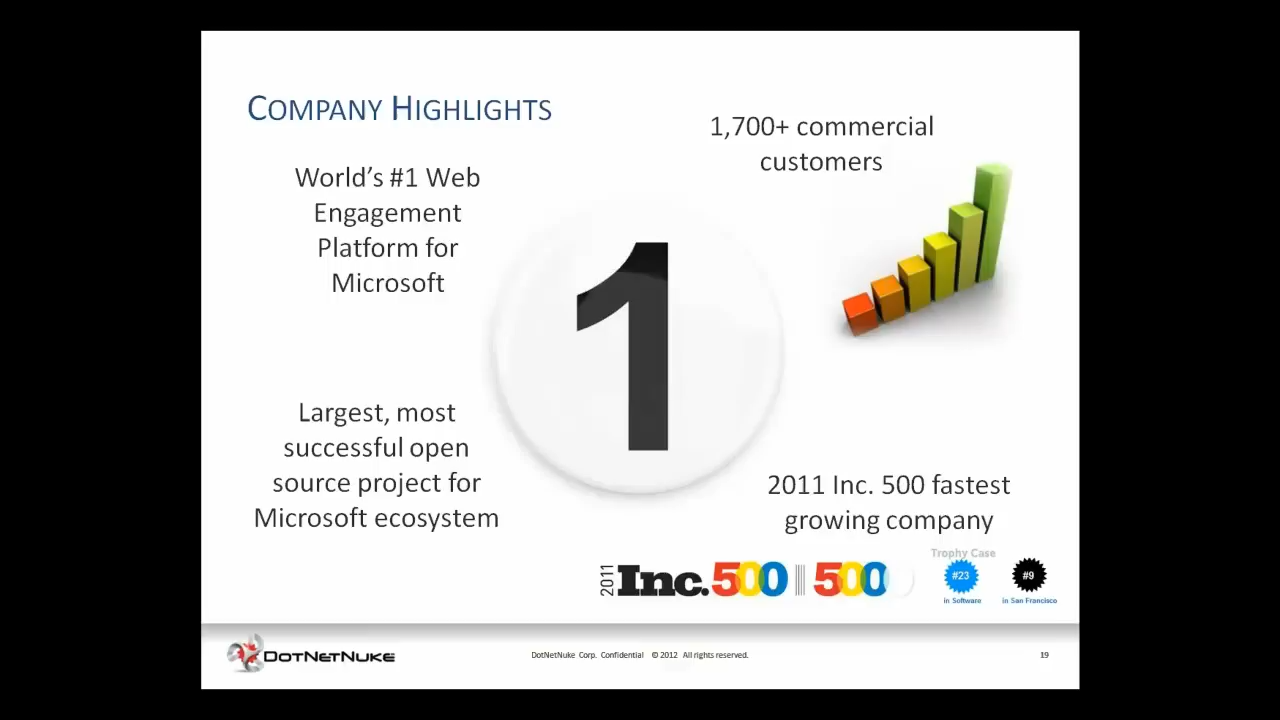 COMPANY HIGHLIGHTS
World's #1 Web
Engagement
Platform for
Microsoft
1,700+ commercial
customers
1
Largest, most
successful open
source project for
Microsoft ecosystem
2011 Inc. 500 fastest
growing company
2011 Inc. 500 500
Trophy Case
#23
in Software
#9
in San Francisco
DOTNETNUKE
DotNetNuke Corp. Confidential © 2012 All rights reserved.
19